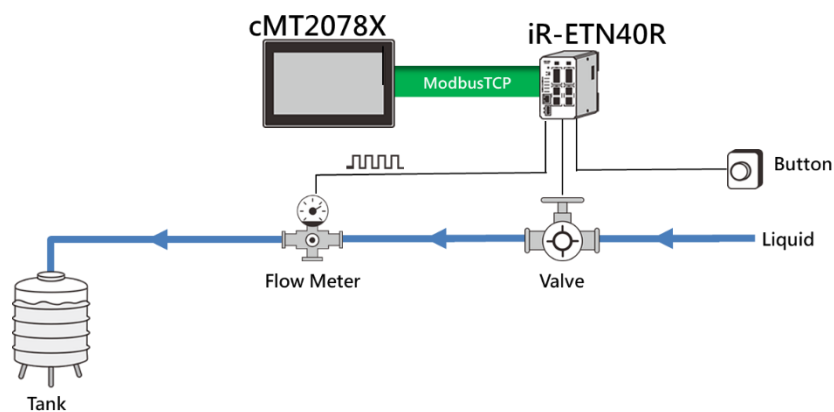 cMT2078X
iR-ETN40R
ModbusTCP
Button
Liquid
Flow Meter
Valve
Tank